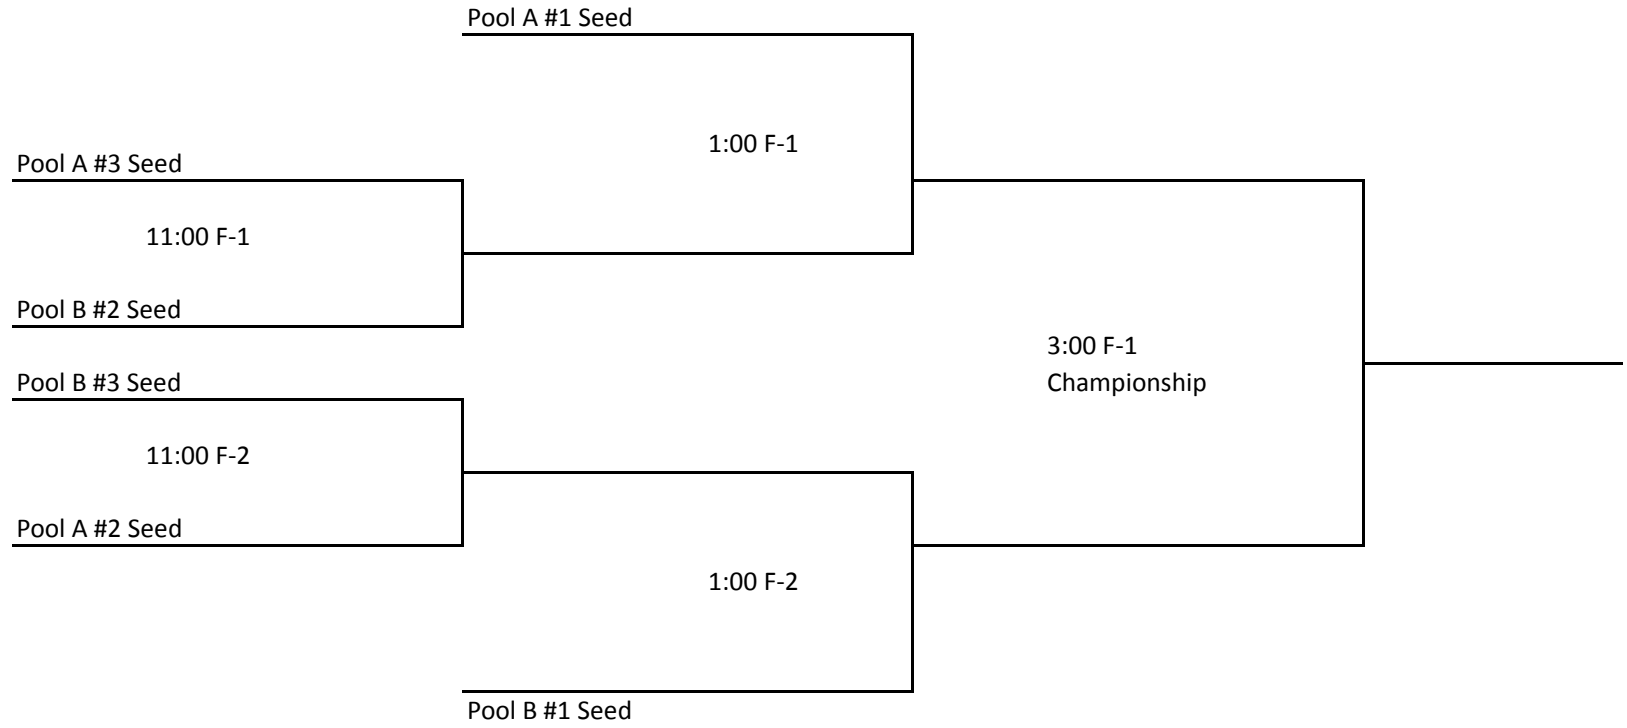 Pool A #1 Seed
1:00 F-1
Pool A #3 Seed
11:00 F-1
Pool B #2 Seed
3:00 F-1
Championship
Pool B #3 Seed
11:00 F-2
Pool A #2 Seed
1:00 F-2
Pool B #1 Seed